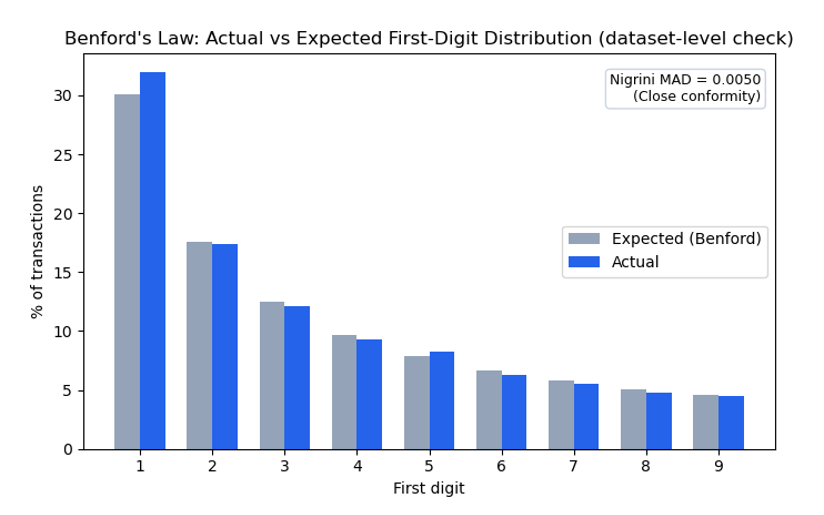 Benford's Law: Actual vs Expected First-Digit Distribution (dataset-level check)
Nigrini MAD = 0.0050
(Close conformity)
Expected (Benford)
Actual
% of transactions
30
25
20
15
10
5
0
1 2 3 4 5 6 7 8 9
First digit